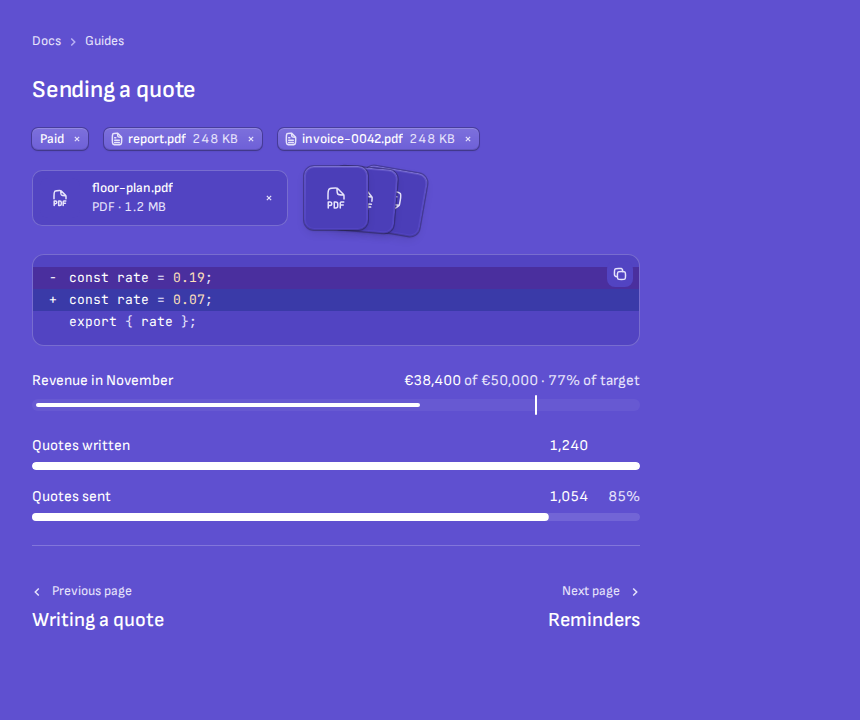 Docs > Guides
Sending a quote
Paid ×
report.pdf 248 KB ×
invoice-0042.pdf 248 KB ×
PDF
floor-plan.pdf
PDF · 1.2 MB
×
PDF
- const rate = 0.19;
+ const rate = 0.07;
export { rate };
Revenue in November
€38,400 of €50,000 · 77% of target
Quotes written 1,240
Quotes sent 1,054 85%
Previous page
Writing a quote
Next page
Reminders